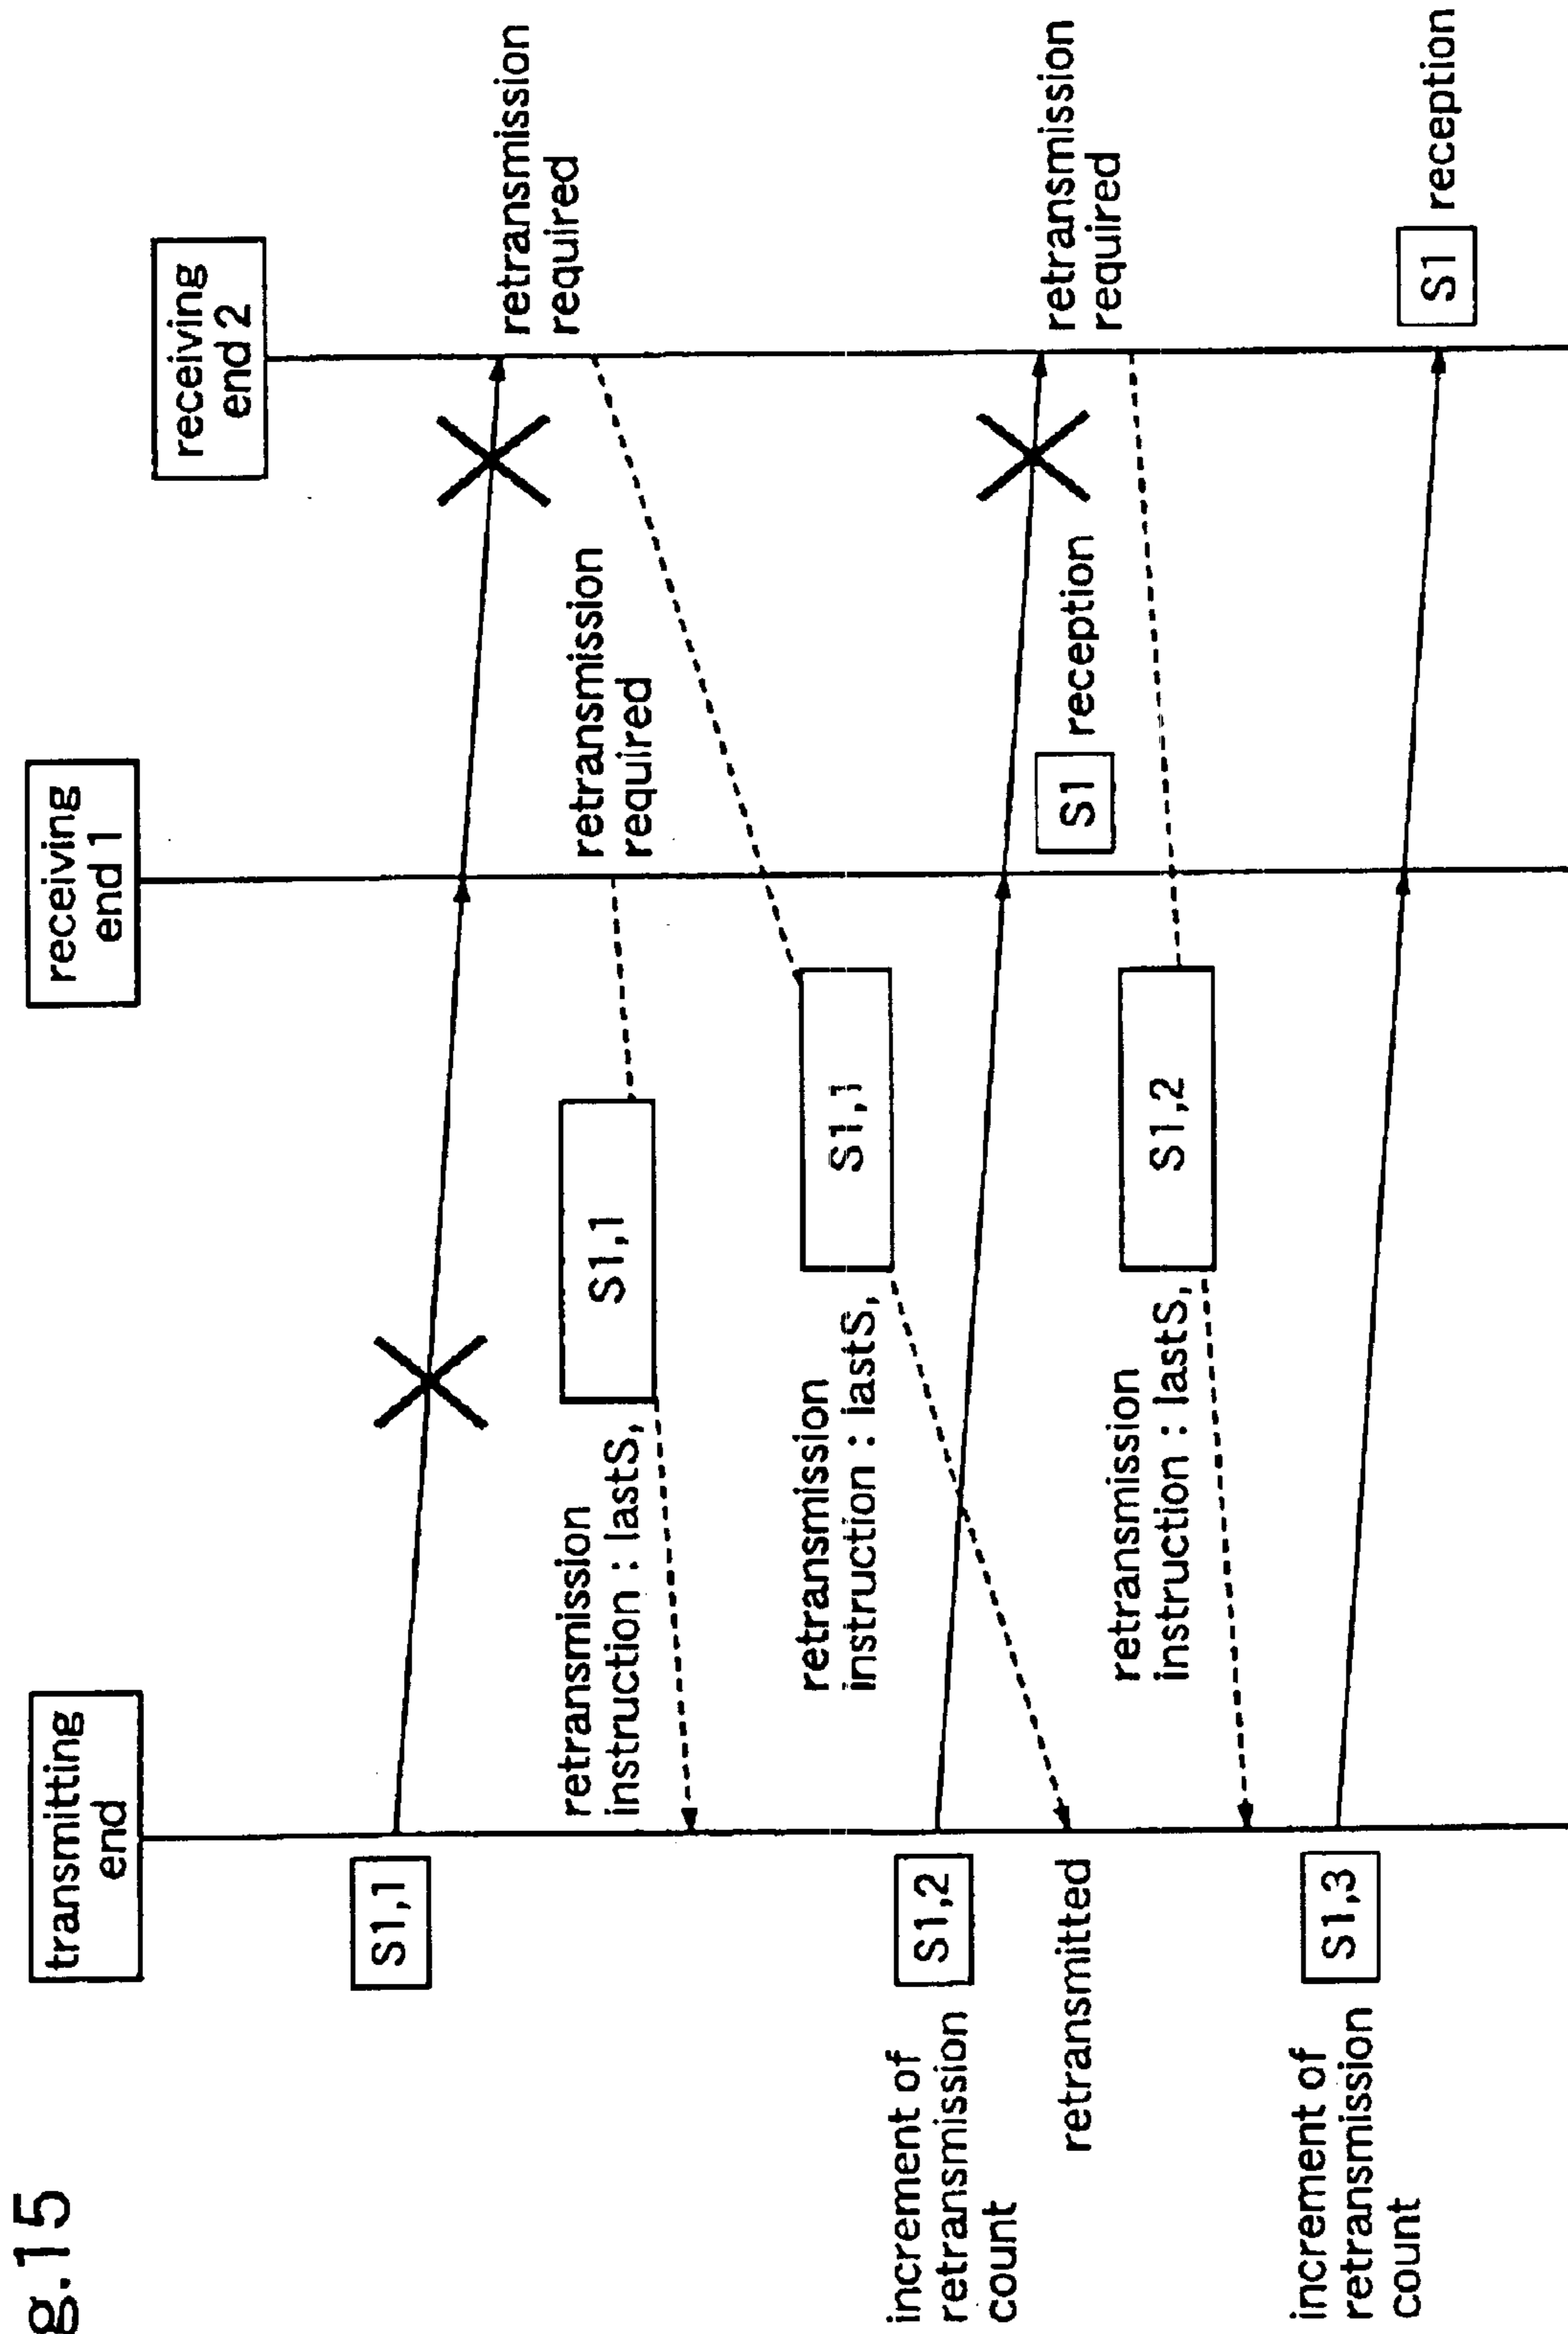 g.15
transmitting
end
receiving
end 1
receiving
end 2
S1,1
retransmission
required
retransmission
required
retransmission
instruction : lastS,
S1,1
retransmission
instruction : lastS,
S1,1
increment of
retransmission
count
S1,2
S1 reception
retransmission
required
retransmitted
retransmission
instruction : lastS,
S1,2
increment of
retransmission
count
S1,3
S1 reception